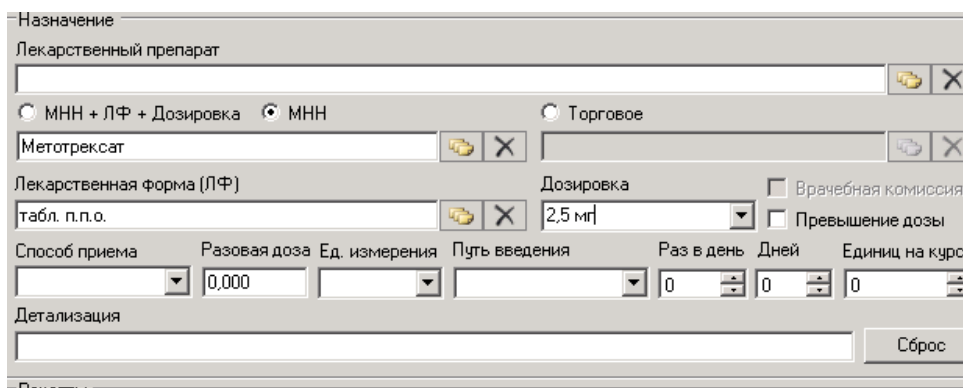 Назначение
Лекарственный препарат
МНН + ЛФ + Дозировка МНН Торговое
Метотрексат
Лекарственная форма (ЛФ) Дозировка Врачебная комиссия
табл. п.п.о. 2,5 мг Превышение дозы
Способ приема Разовая доза Ед. измерения Путь введения Раз в день Дней Единиц на курс
0,000 0 0 0
Детализация
Сброс